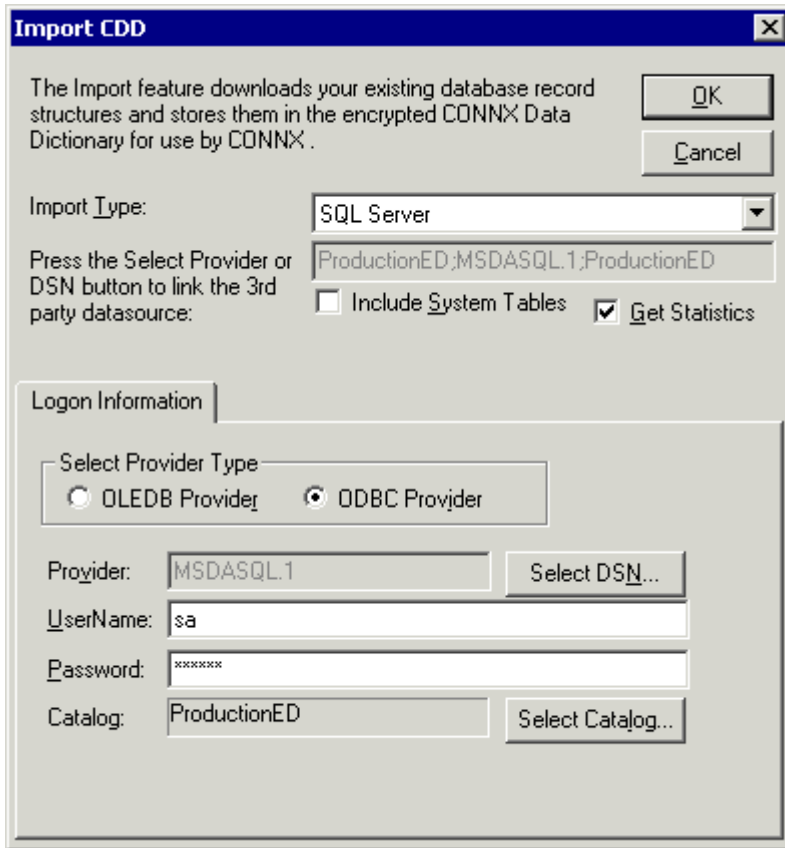 Import CDD
The Import feature downloads your existing database record
structures and stores them in the encrypted CONNX Data
Dictionary for use by CONNX .
OK
Cancel
Import Type:
SQL Server
Press the Select Provider or
DSN button to link the 3rd
party datasource:
ProductionED;MSDASQL.1;ProductionED
Include System Tables
Get Statistics
Logon Information
Select Provider Type
OLEDB Provider
ODBC Provider
Provider:
MSDASQL.1
Select DSN...
UserName:
sa
Password:
******
Catalog:
ProductionED
Select Catalog...